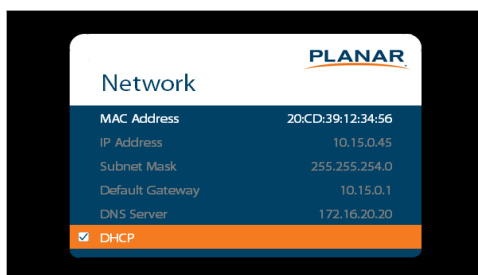 PLANAR
Network
MAC Address 20:CD:39:12:34:56
IP Address 10.15.0.45
Subnet Mask 255.255.254.0
Default Gateway 10.15.0.1
DNS Server 172.16.20.20
DHCP